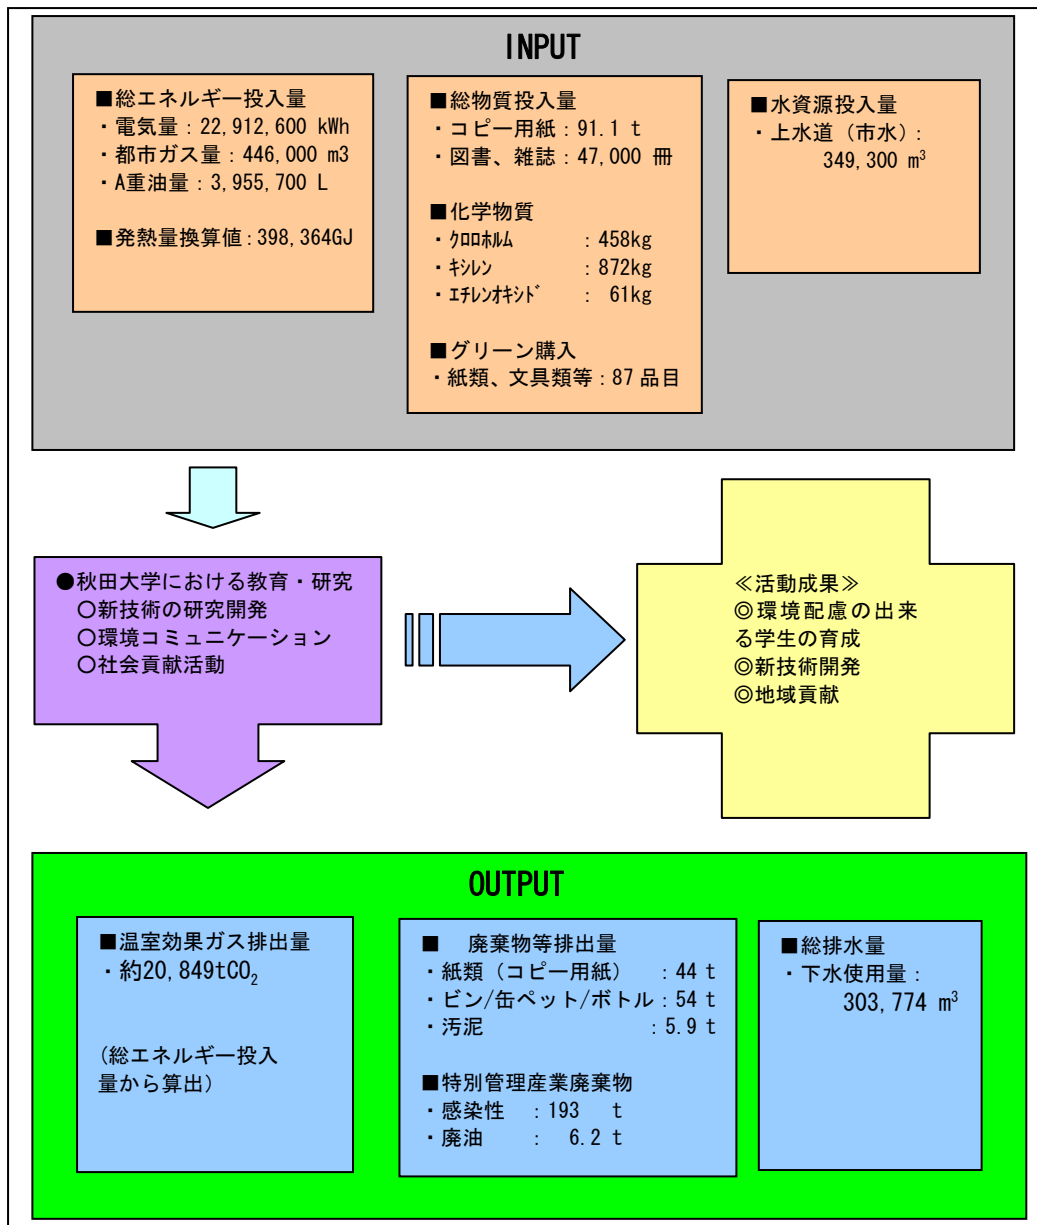 INPUT
■総エネルギー投入量
・電気量：22,912,600 kWh
・都市ガス量：446,000 m3
・A重油量：3,955,700 L
■発熱量換算値：398,364GJ
■総物質投入量
・コピー用紙：91.1 t
・図書、雑誌：47,000 冊
■化学物質
・ｸﾛﾛﾎﾙﾑ ：458kg
・ｷｼﾚﾝ ：872kg
・ｴﾁﾚﾝｵｷｼﾄﾞ ： 61kg
■グリーン購入
・紙類、文具類等：87 品目
■水資源投入量
・上水道（市水）：
349,300 m³
●秋田大学における教育・研究
〇新技術の研究開発
〇環境コミュニケーション
〇社会貢献活動
≪活動成果≫
◎環境配慮の出来
る学生の育成
◎新技術開発
◎地域貢献
OUTPUT
■温室効果ガス排出量
・約20,849tCO₂
(総エネルギー投入
量から算出)
■ 廃棄物等排出量
・紙類（コピー用紙） ：44 t
・ビン/缶ペット/ボトル：54 t
・汚泥 ：5.9 t
■特別管理産業廃棄物
・感染性 ：193 t
・廃油 ： 6.2 t
■総排水量
・下水使用量：
303,774 m³